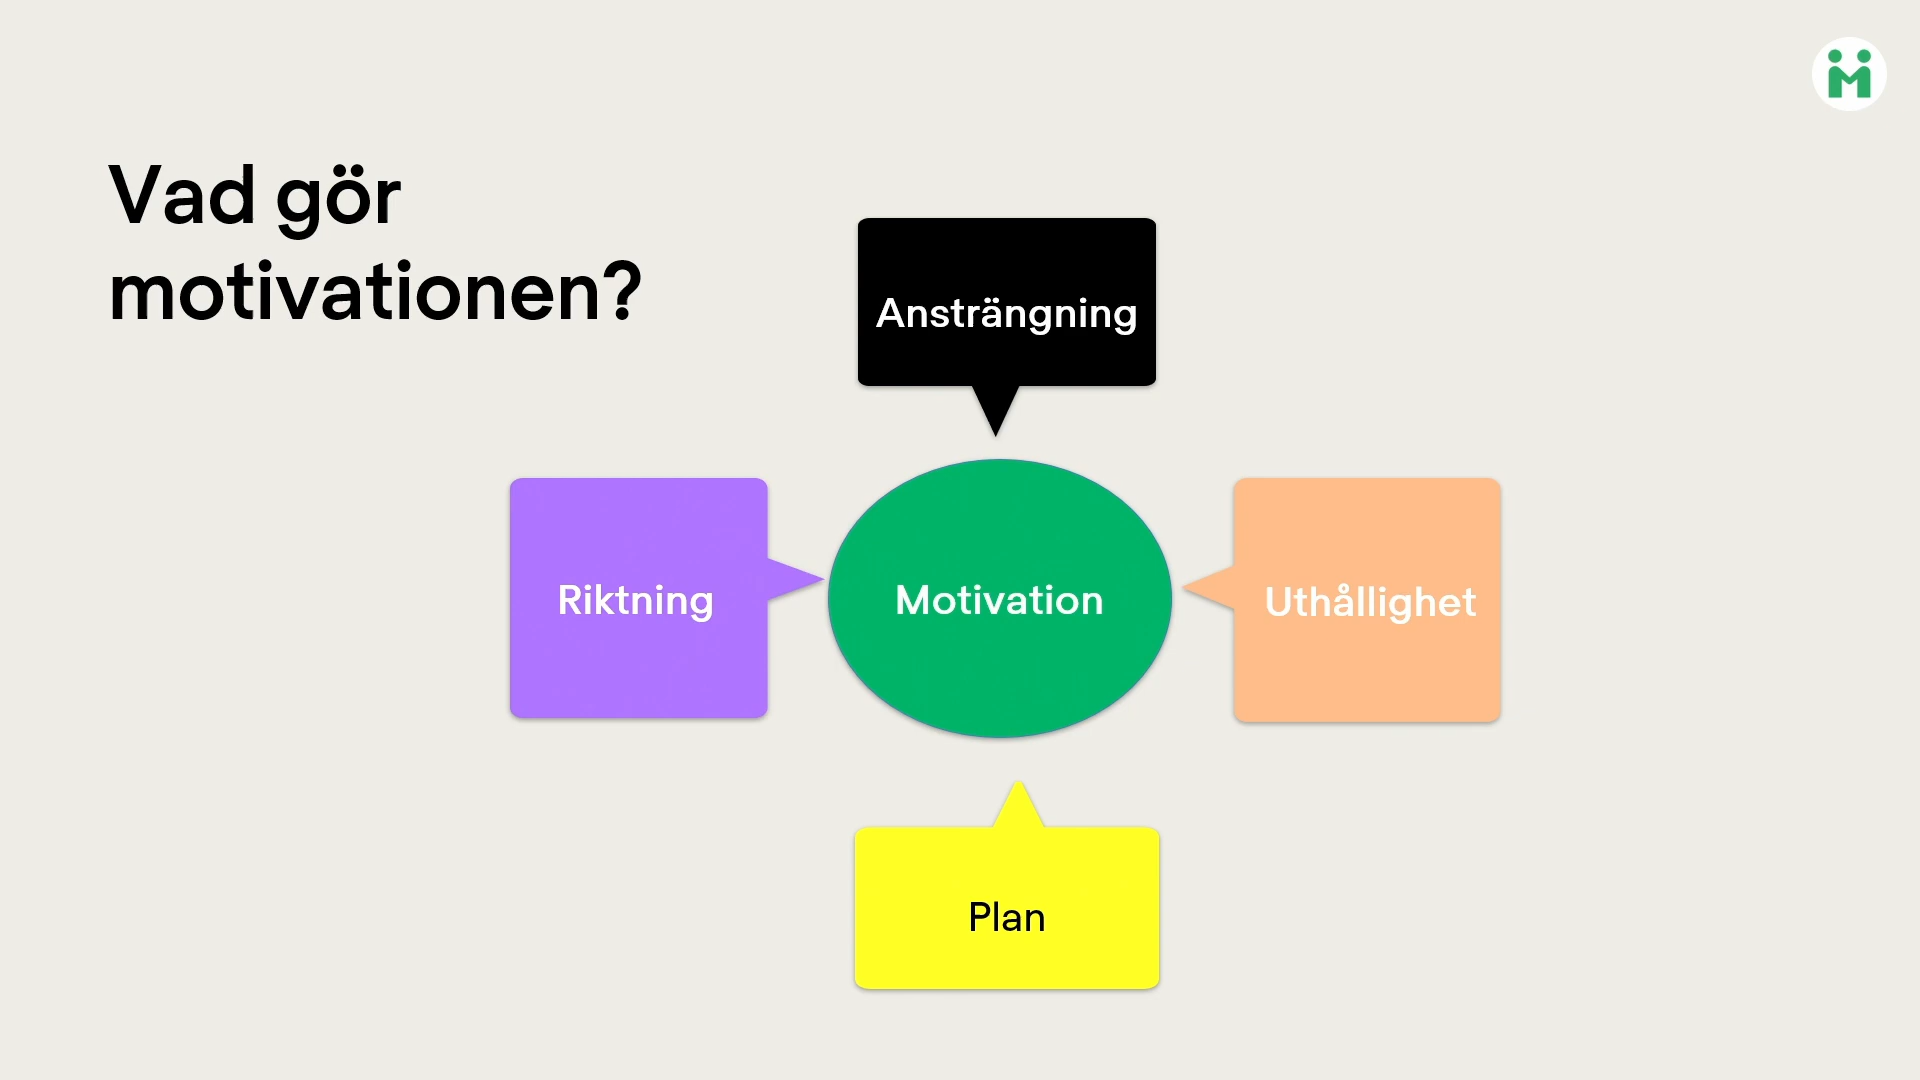 Vad gör
motivationen?
Ansträngning
Riktning
Motivation
Uthållighet
Plan